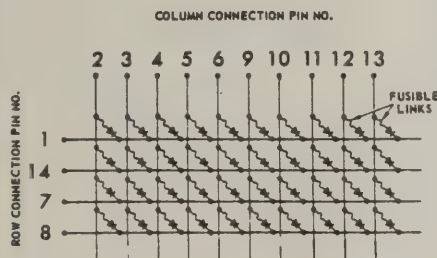 COLUMN CONNECTION PIN NO.
2 3 4 5 6 9 10 11 12 13
FUSIBLE
LINKS
ROW CONNECTION PIN NO.
1
14
7
8